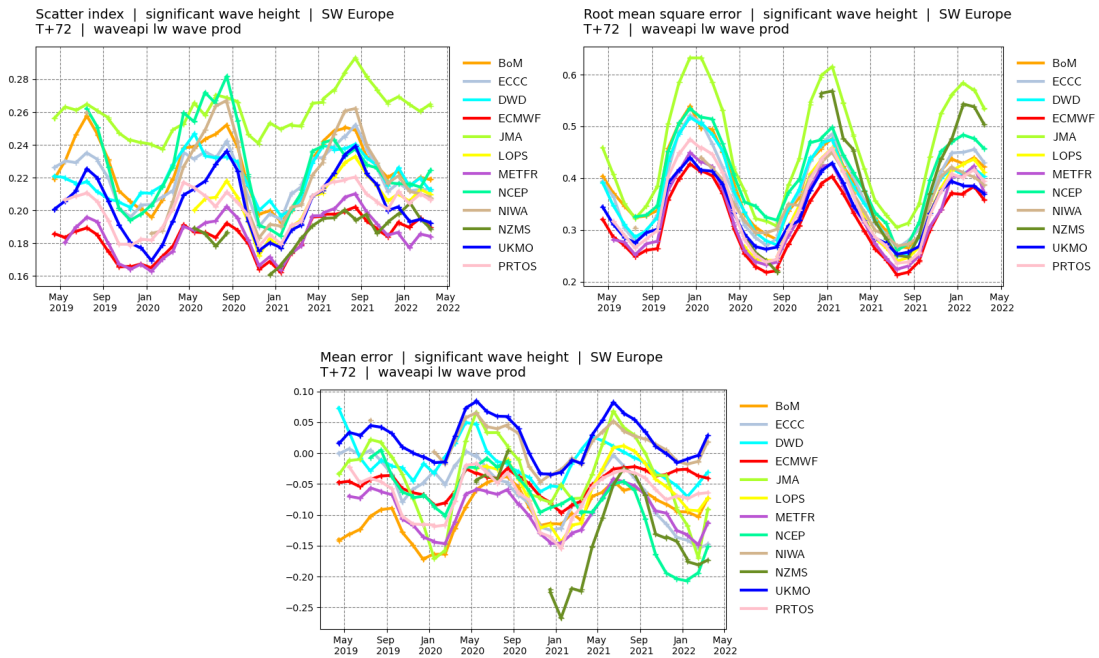 Scatter index | significant wave height | SW Europe
T+72 | waveapi lw wave prod
0.28
0.26
0.24
0.22
0.20
0.18
0.16
May 2019
Sep 2019
Jan 2020
May 2020
Sep 2020
Jan 2021
May 2021
Sep 2021
Jan 2022
May 2022
BoM
ECCC
DWD
ECMWF
JMA
LOPS
METFR
NCEP
NIWA
NZMS
UKMO
PRTOS
Root mean square error | significant wave height | SW Europe
T+72 | waveapi lw wave prod
0.6
0.5
0.4
0.3
0.2
May 2019
Sep 2019
Jan 2020
May 2020
Sep 2020
Jan 2021
May 2021
Sep 2021
Jan 2022
May 2022
BoM
ECCC
DWD
ECMWF
JMA
LOPS
METFR
NCEP
NIWA
NZMS
UKMO
PRTOS
Mean error | significant wave height | SW Europe
T+72 | waveapi lw wave prod
0.10
0.05
0.00
−0.05
−0.10
−0.15
−0.20
−0.25
May 2019
Sep 2019
Jan 2020
May 2020
Sep 2020
Jan 2021
May 2021
Sep 2021
Jan 2022
May 2022
BoM
ECCC
DWD
ECMWF
JMA
LOPS
METFR
NCEP
NIWA
NZMS
UKMO
PRTOS